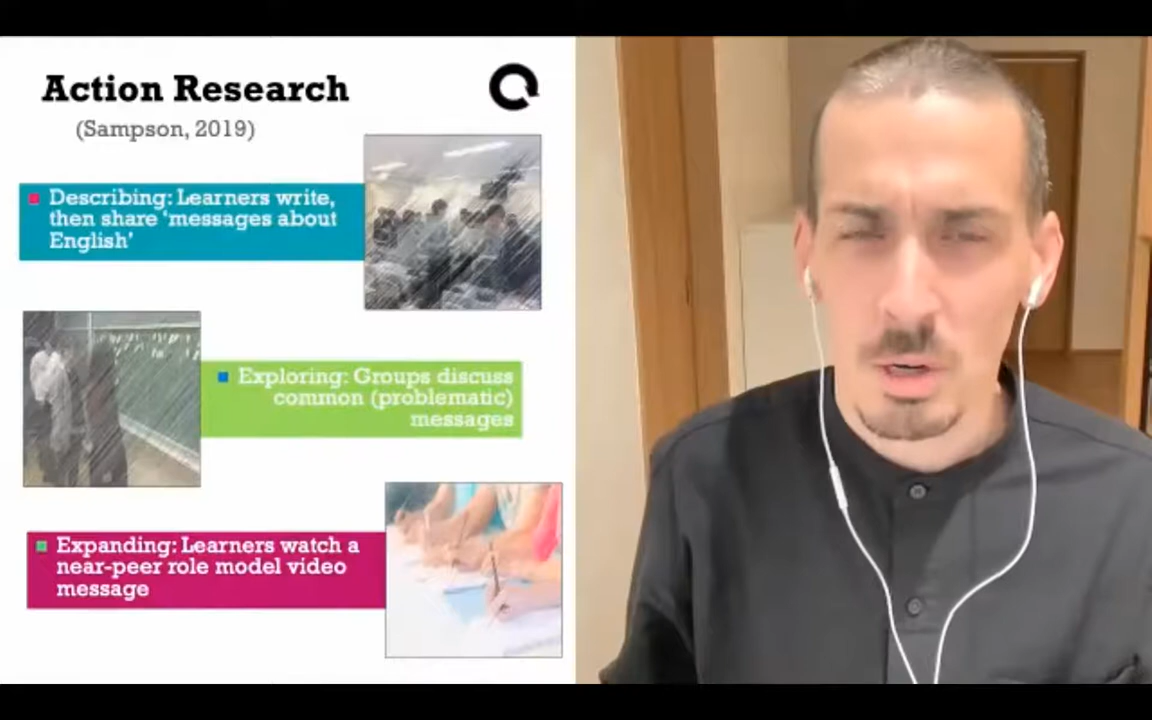 Action Research
(Sampson, 2019)
Describing: Learners write,
then share ‘messages about
English’
Exploring: Groups discuss
common (problematic)
messages
Expanding: Learners watch a
near-peer role model video
message